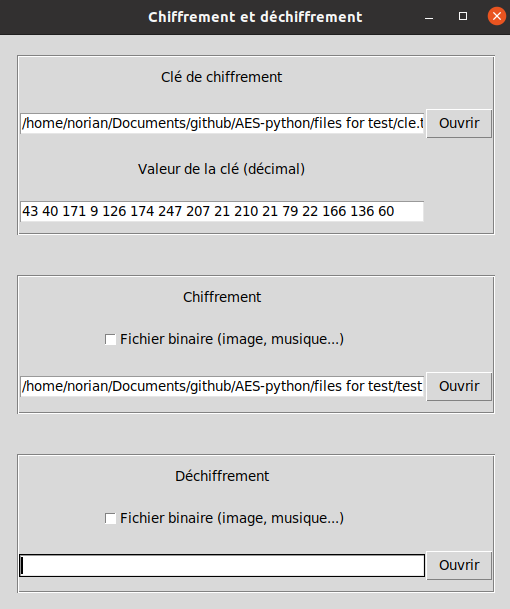 Chiffrement et déchiffrement
Clé de chiffrement
/home/norian/Documents/github/AES-python/files for test/cle.t
Ouvrir
Valeur de la clé (décimal)
43 40 171 9 126 174 247 207 21 210 21 79 22 166 136 60
Chiffrement
Fichier binaire (image, musique...)
/home/norian/Documents/github/AES-python/files for test/test
Ouvrir
Déchiffrement
Fichier binaire (image, musique...)
Ouvrir